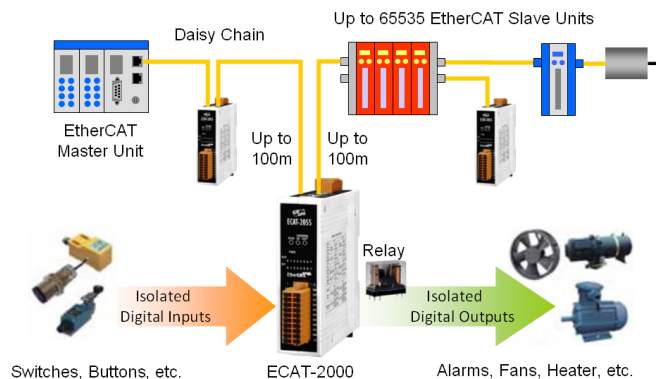 Up to 65535 EtherCAT Slave Units
Daisy Chain
EtherCAT
Master Unit
Up to
100m
Up to
100m
ECAT-2055
EtherCAT
Relay
Isolated
Digital Inputs
Isolated
Digital Outputs
Switches, Buttons, etc.
ECAT-2000
Alarms, Fans, Heater, etc.